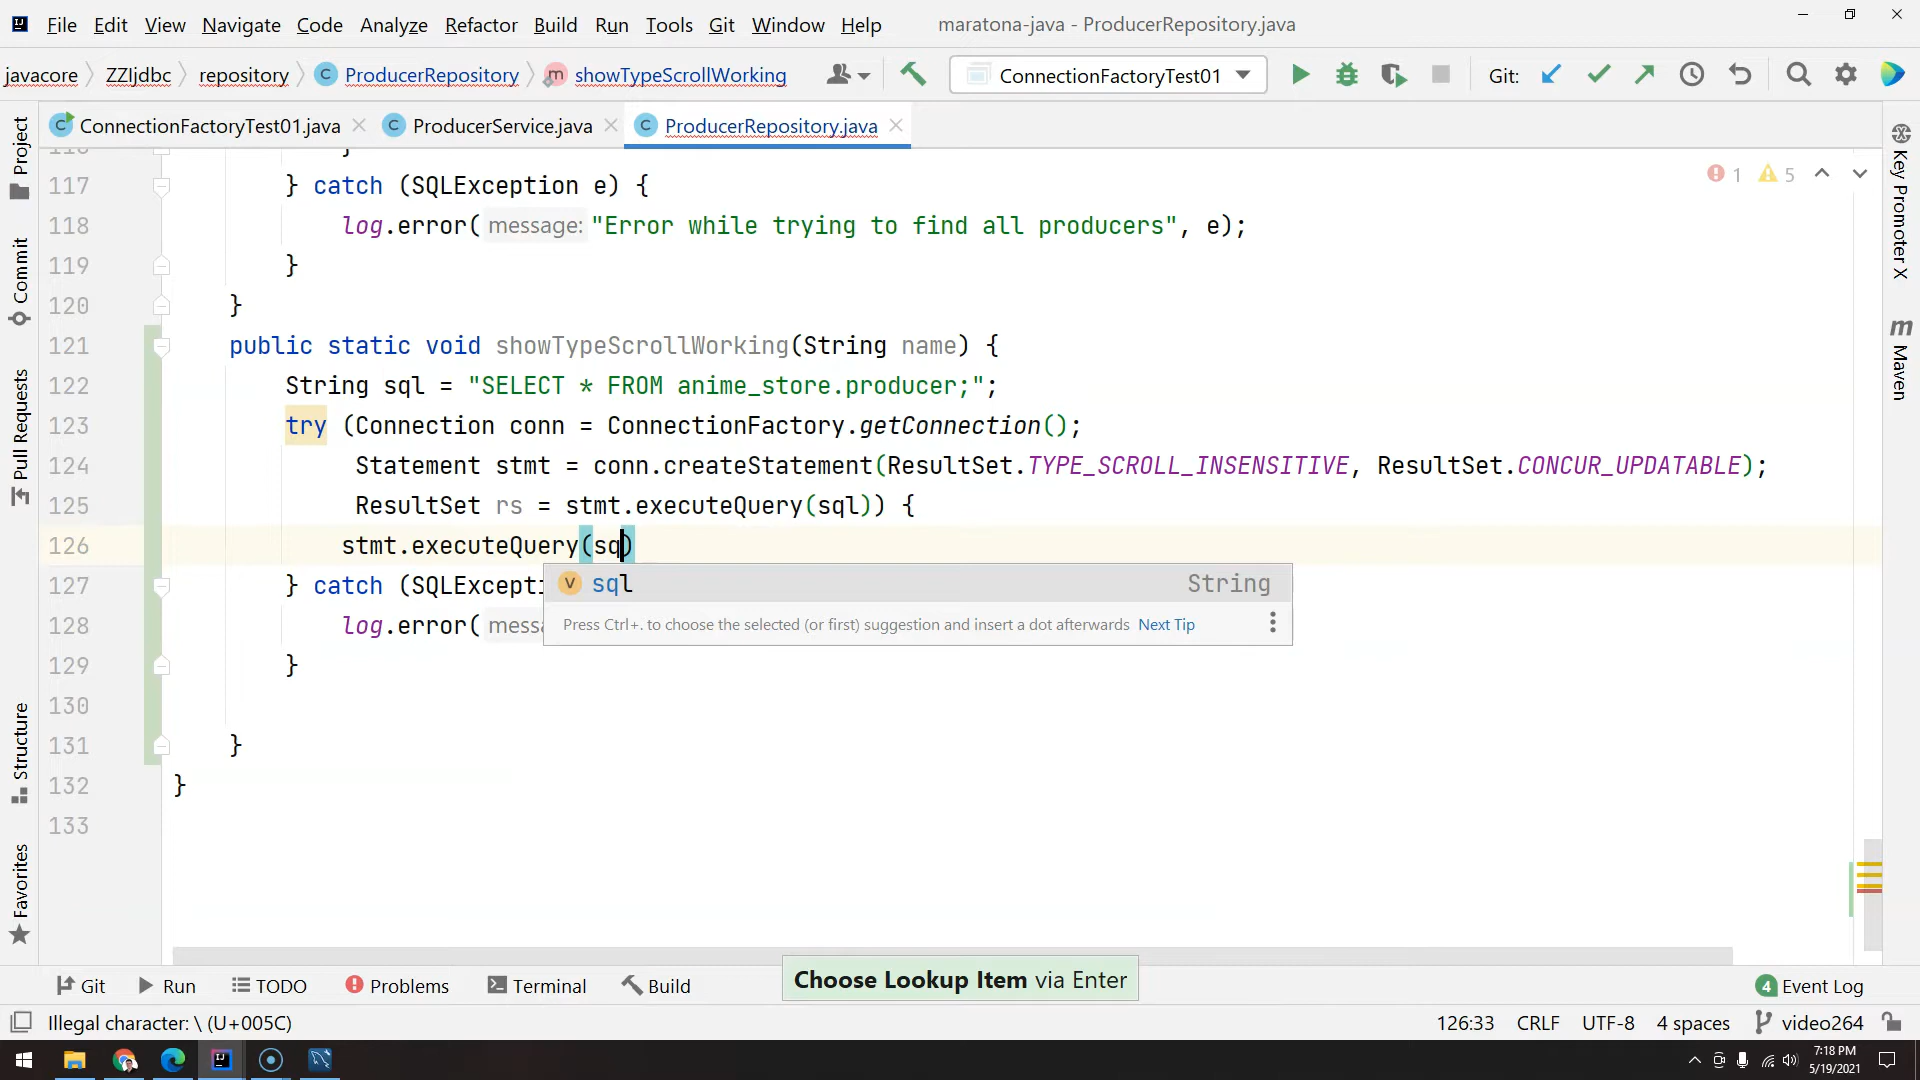 File Edit View Navigate Code Analyze Refactor Build Run Tools Git Window Help maratona-java - ProducerRepository.java
javacore ZZIjdbc repository ProducerRepository showTypeScrollWorking ConnectionFactoryTest01 Git:
ConnectionFactoryTest01.java ProducerService.java ProducerRepository.java
1 5
117 } catch (SQLException e) {
118 log.error( message: "Error while trying to find all producers", e);
119 }
120 }
121 public static void showTypeScrollWorking(String name) {
122 String sql = "SELECT * FROM anime_store.producer;";
123 try (Connection conn = ConnectionFactory.getConnection();
124 Statement stmt = conn.createStatement(ResultSet.TYPE_SCROLL_INSENSITIVE, ResultSet.CONCUR_UPDATABLE);
125 ResultSet rs = stmt.executeQuery(sql)) {
126 stmt.executeQuery(sq)
127 } catch (SQLExcepti
sql String
128 log.error( messa
Press Ctrl+. to choose the selected (or first) suggestion and insert a dot afterwards Next Tip
129 }
130
131 }
132 }
133
Project
Commit
Pull Requests
Structure
Favorites
Key Promoter X
m Maven
Git Run TODO Problems Terminal Build Choose Lookup Item via Enter 4 Event Log
Illegal character: \ (U+005C) 126:33 CRLF UTF-8 4 spaces video264
7:18 PM
5/19/2021